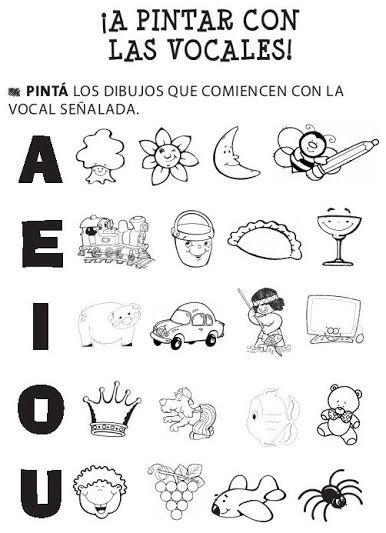 ¡A PINTAR CON
LAS VOCALES!
PINTÁ LOS DIBUJOS QUE COMIENCEN CON LA
VOCAL SEÑALADA.
A
E
I
O
U